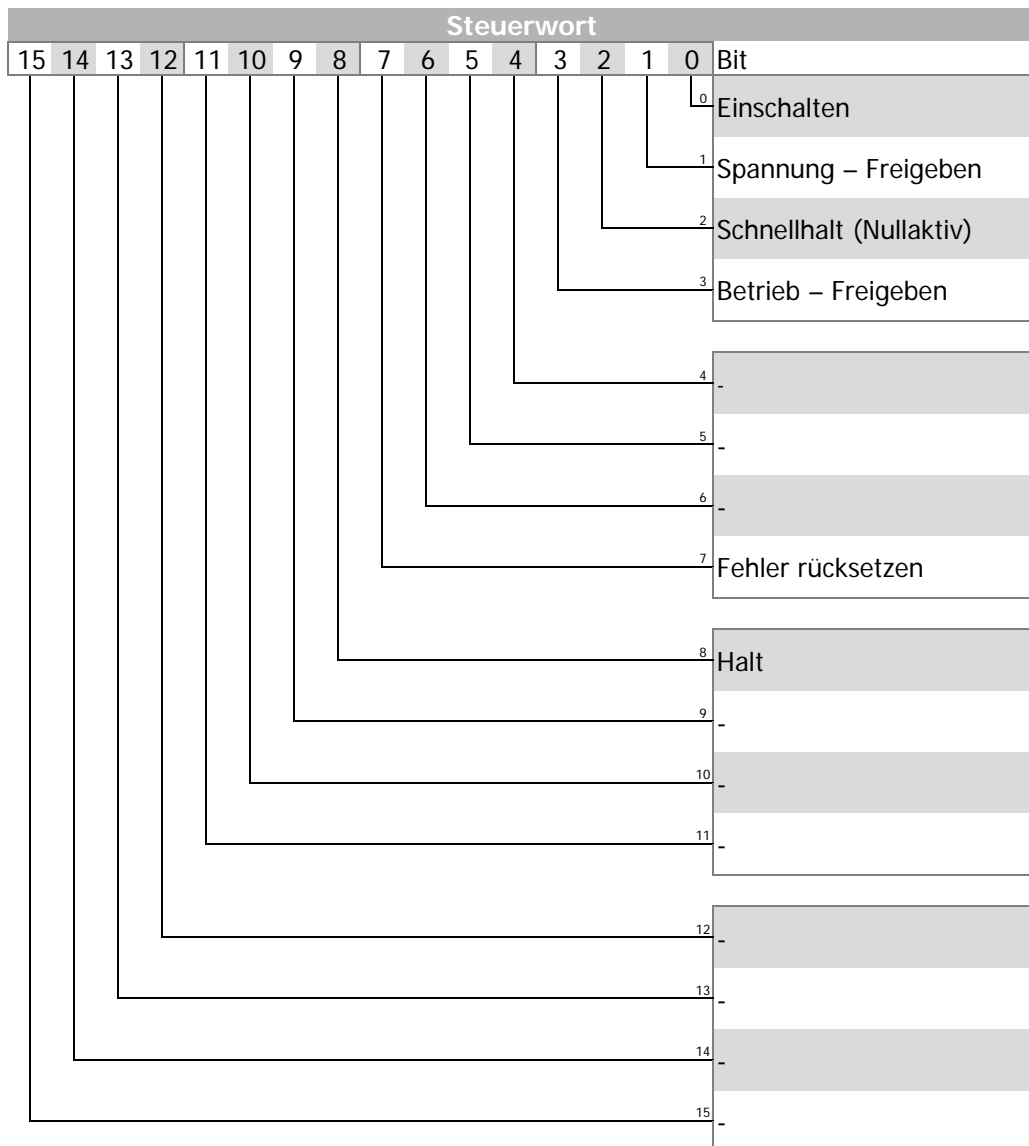 Steuerwort
15 14 13 12 11 10 9 8 7 6 5 4 3 2 1 0 Bit
0 Einschalten
1 Spannung – Freigeben
2 Schnellhalt (Nullaktiv)
3 Betrieb – Freigeben
4 -
5 -
6 -
7 Fehler rücksetzen
8 Halt
9 -
10 -
11 -
12 -
13 -
14 -
15 -